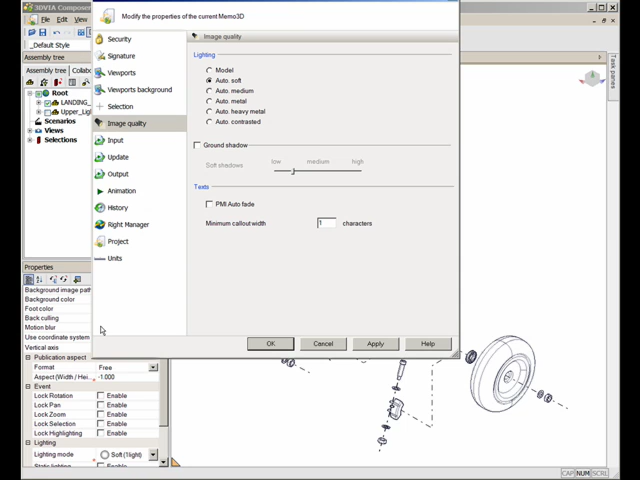 3DVIA Compose
Modify the properties of the current Memo3D
File
Ed
_Default Style
Assembly tree
Assembly tree
Collabo
Root
LANDING_
Upper_Lig
Scenarios
Views
Selections
Security
Signature
Viewports
Viewports background
Selection
Image quality
Input
Update
Output
Animation
History
Right Manager
Project
Units
Image quality
Lighting
Model
Auto. soft
Auto. medium
Auto. metal
Auto. heavy metal
Auto. contrasted
Ground shadow
low medium high
Soft shadows
Texts
PMI Auto fade
Minimum callout width 1 characters
OK Cancel Apply Help
Task panes
Properties
Background image path
Background color
Foot color
Back culling
Motion blur
Use coordinate system
Vertical axis
Publication aspect
Format Free
Aspect (Width / Hei... -1.000
Event
Lock Rotation Enable
Lock Pan Enable
Lock Zoom Enable
Lock Selecting Enable
Lock Highlighting Enable
Lighting
Lighting mode Soft (1light)
Static lighting
CAP NUM SCRL